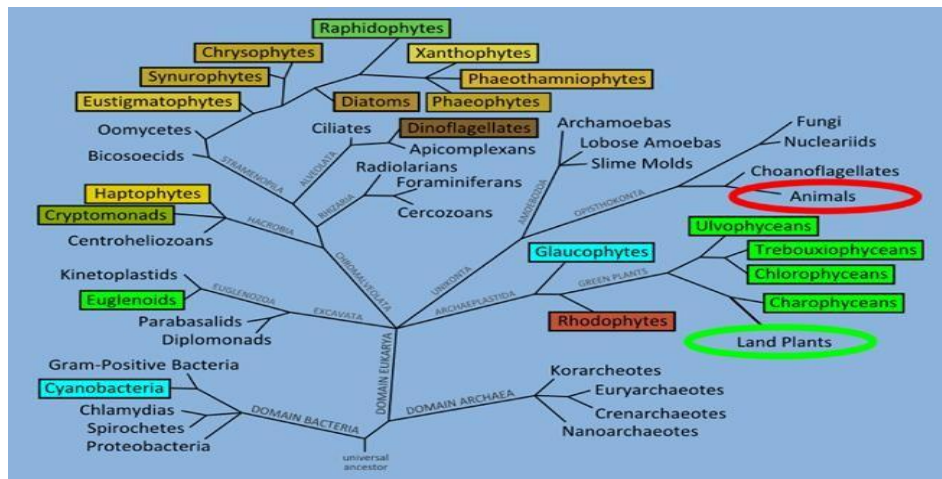 Raphidophytes
Chrysophytes
Xanthophytes
Synurophytes
Phaeothamniophytes
Eustigmatophytes
Diatoms
Phaeophytes
Oomycetes
Ciliates
Dinoflagellates
Archamoebas
Fungi
Bicosoecids
Apicomplexans
Lobose Amoebas
Nucleariids
STRAMENOPILA
ALVEOLATA
Radiolarians
Slime Molds
Choanoflagellates
Haptophytes
Foraminiferans
Animals
Cryptomonads
RHIZARIA
Cercozoans
AMOEBOZOA
OPISTHOKONTA
HACROBIA
Centroheliozoans
Ulvophyceans
Glaucophytes
Trebouxiophyceans
CHROMALVEOLATA
UNIKONTA
Kinetoplastids
GREEN PLANTS
Chlorophyceans
Euglenoids
EUGLENOZOA
ARCHAEPLASTIDA
Charophyceans
EXCAVATA
Parabasalids
Rhodophytes
Diplomonads
Land Plants
Gram-Positive Bacteria
DOMAIN EUKARYA
Korarcheotes
Cyanobacteria
Euryarchaeotes
Chlamydias
DOMAIN BACTERIA
DOMAIN ARCHAEA
Crenarchaeotes
Spirochetes
Nanoarchaeotes
Proteobacteria
universal
ancestor